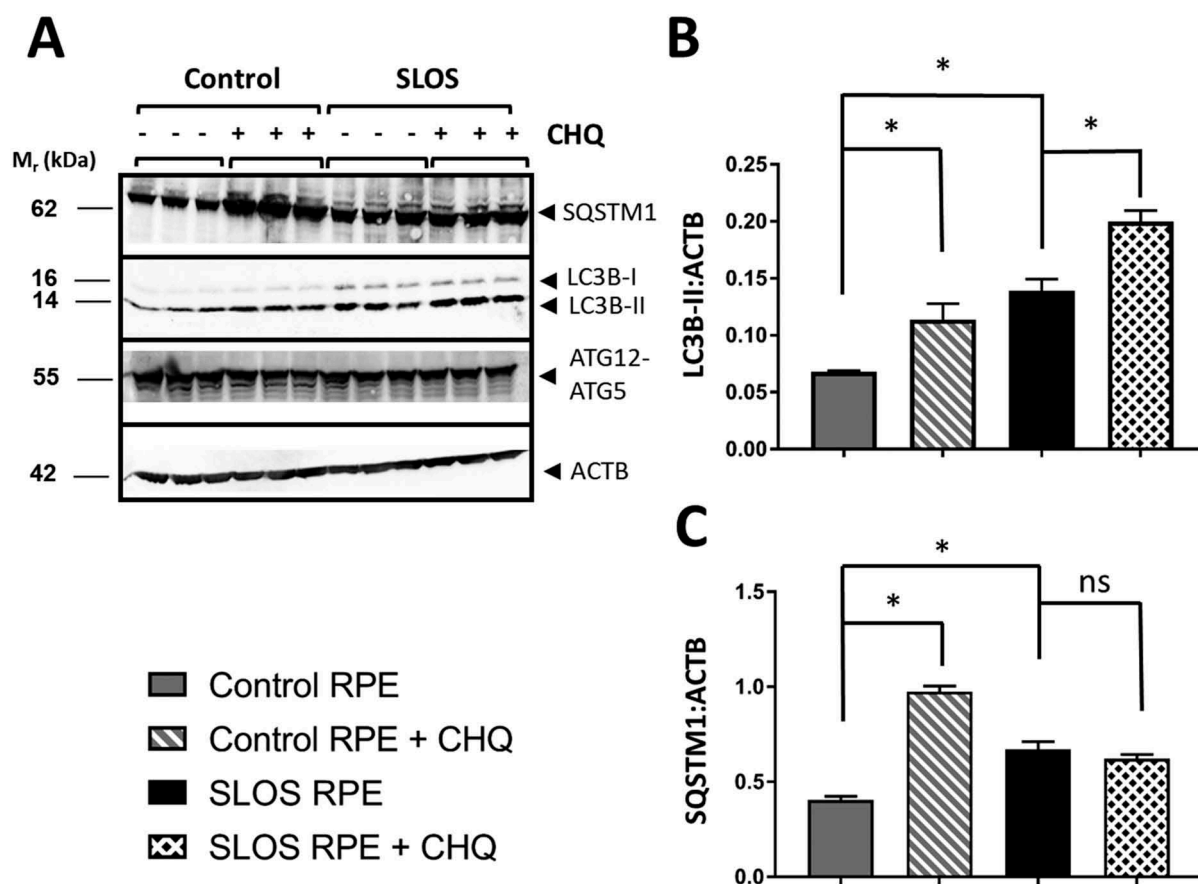 A
Control SLOS
- - - + + + - - - + + + CHQ
Mr (kDa)
62 SQSTM1
16 LC3B-I
14 LC3B-II
55 ATG12-
ATG5
42 ACTB
Control RPE
Control RPE + CHQ
SLOS RPE
SLOS RPE + CHQ
B
*
* *
0.25
0.20
0.15
0.10
0.05
0.00
LC3B-II:ACTB
C
*
* ns
1.5
1.0
0.5
0.0
SQSTM1:ACTB